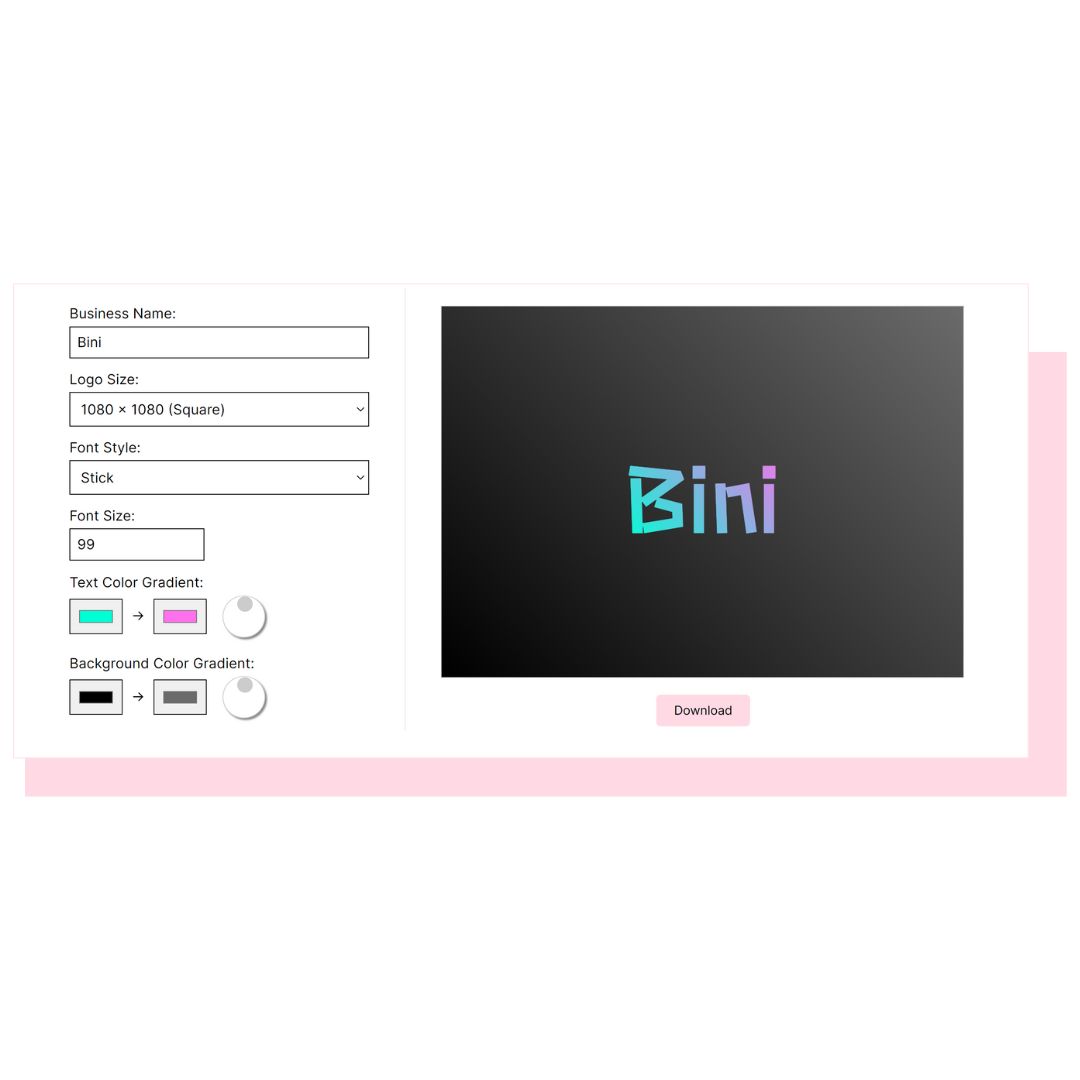 Business Name:
Bini
Logo Size:
1080 × 1080 (Square)
Font Style:
Stick
Font Size:
99
Text Color Gradient:
→
Background Color Gradient:
→
Bini
Download